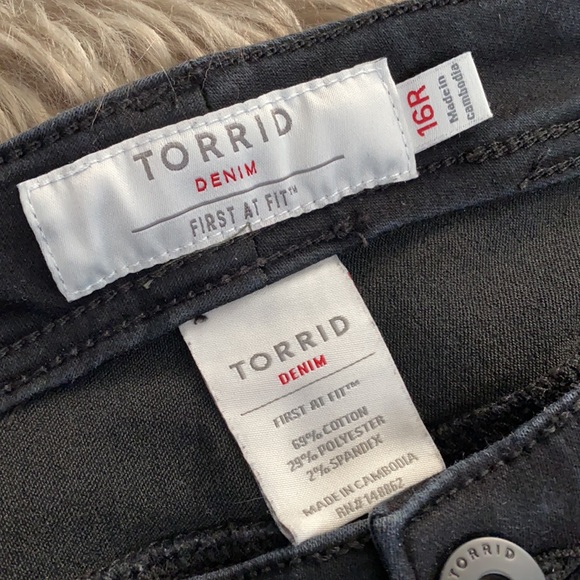 TORRID
DENIM
FIRST AT FIT™
16R
Made in
Cambodia
TORRID
DENIM
FIRST AT FIT™
69% COTTON
29% POLYESTER
2% SPANDEX
MADE IN CAMBODIA
RN# 148862
TORRID